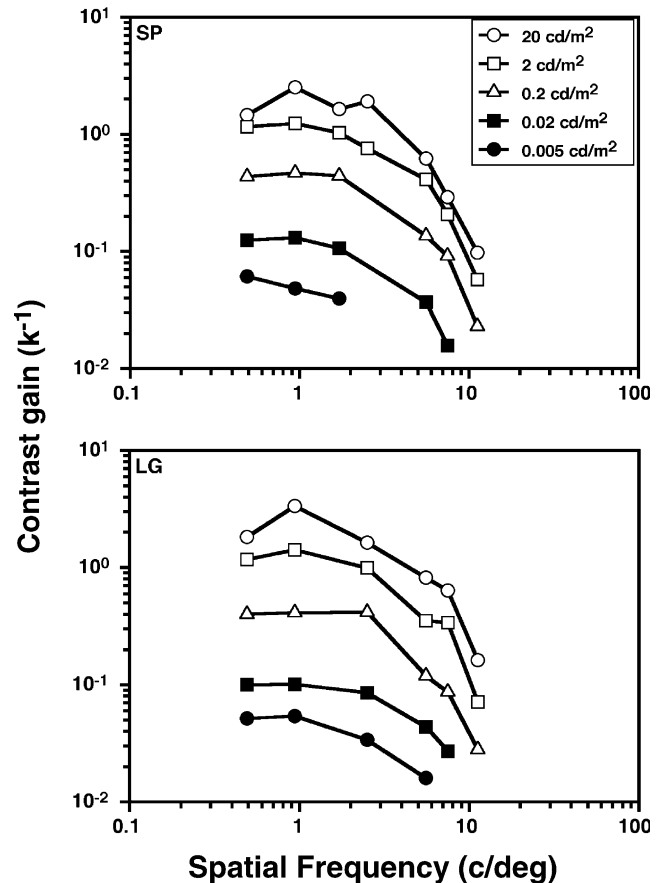 SP
20 cd/m²
2 cd/m²
0.2 cd/m²
0.02 cd/m²
0.005 cd/m²
10¹
10⁰
10⁻¹
10⁻²
0.1 1 10 100
Contrast gain (k⁻¹)
LG
10¹
10⁰
10⁻¹
10⁻²
0.1 1 10 100
Spatial Frequency (c/deg)